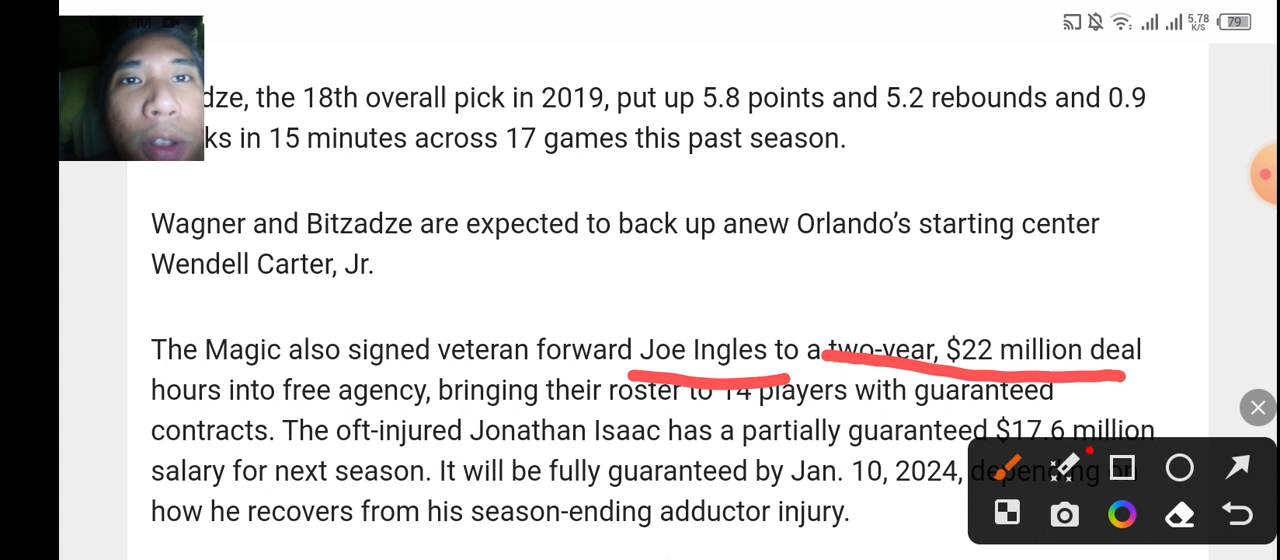 5.78
K/S
79
dze, the 18th overall pick in 2019, put up 5.8 points and 5.2 rebounds and 0.9
ks in 15 minutes across 17 games this past season.
Wagner and Bitzadze are expected to back up anew Orlando’s starting center
Wendell Carter, Jr.
The Magic also signed veteran forward Joe Ingles to a two-year, $22 million deal
hours into free agency, bringing their roster to 14 players with guaranteed
contracts. The oft-injured Jonathan Isaac has a partially guaranteed $17.6 million
salary for next season. It will be fully guaranteed by Jan. 10, 2024, depending on
how he recovers from his season-ending adductor injury.